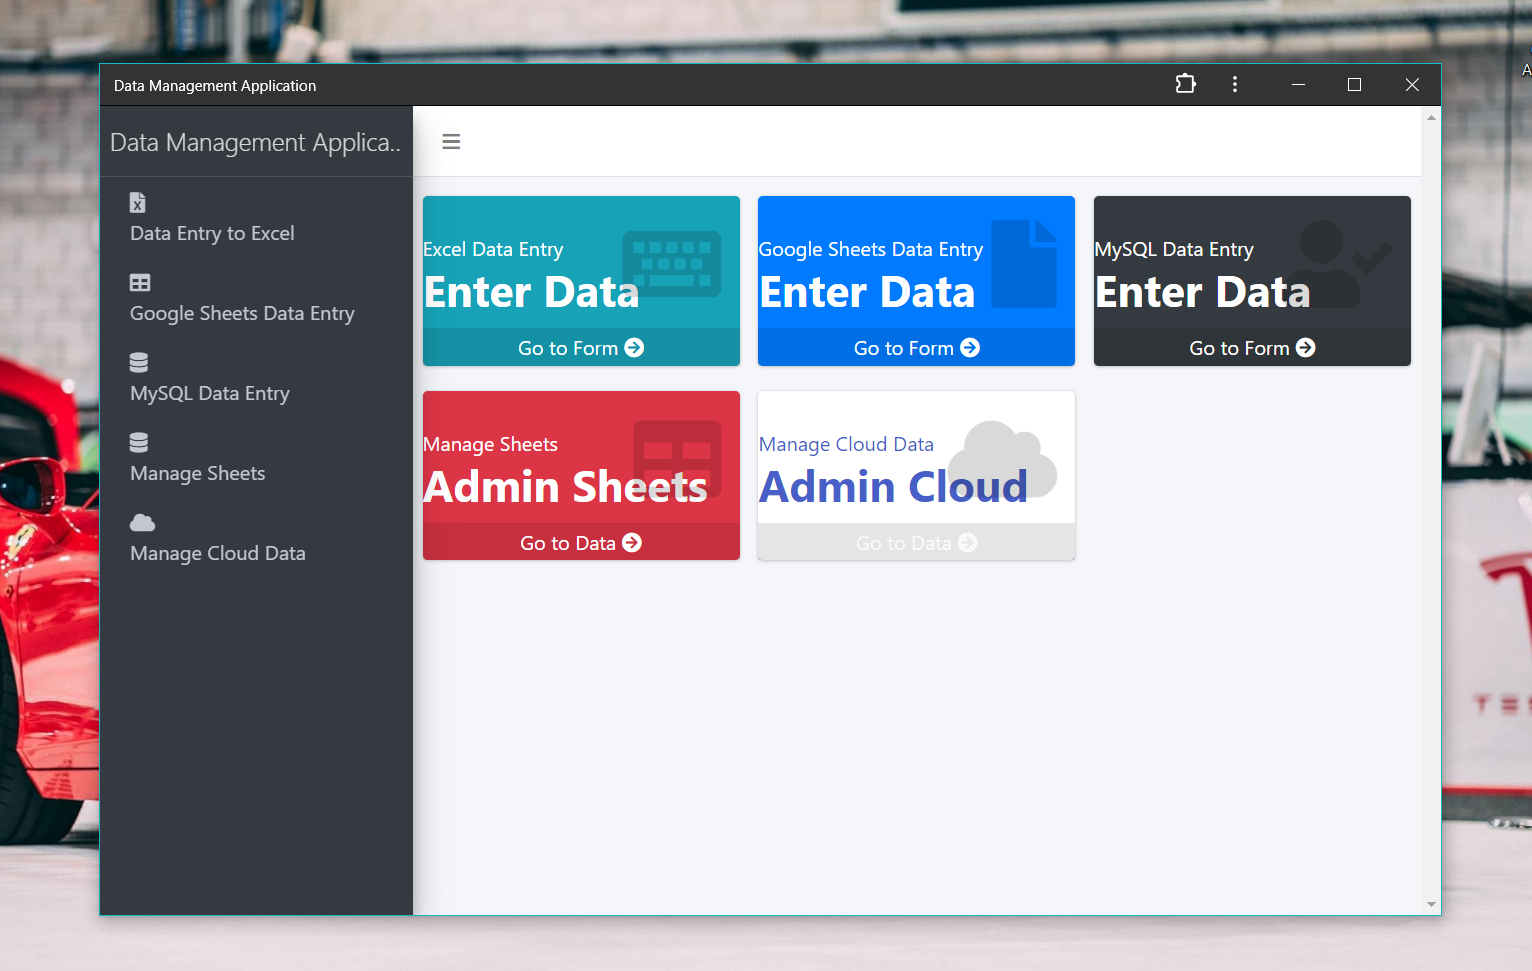 Data Management Application
Data Management Applica..
Data Entry to Excel
Google Sheets Data Entry
MySQL Data Entry
Manage Sheets
Manage Cloud Data
Excel Data Entry
Enter Data
Go to Form
Google Sheets Data Entry
Enter Data
Go to Form
MySQL Data Entry
Enter Data
Go to Form
Manage Sheets
Admin Sheets
Go to Data
Manage Cloud Data
Admin Cloud
Go to Data
A
T E S